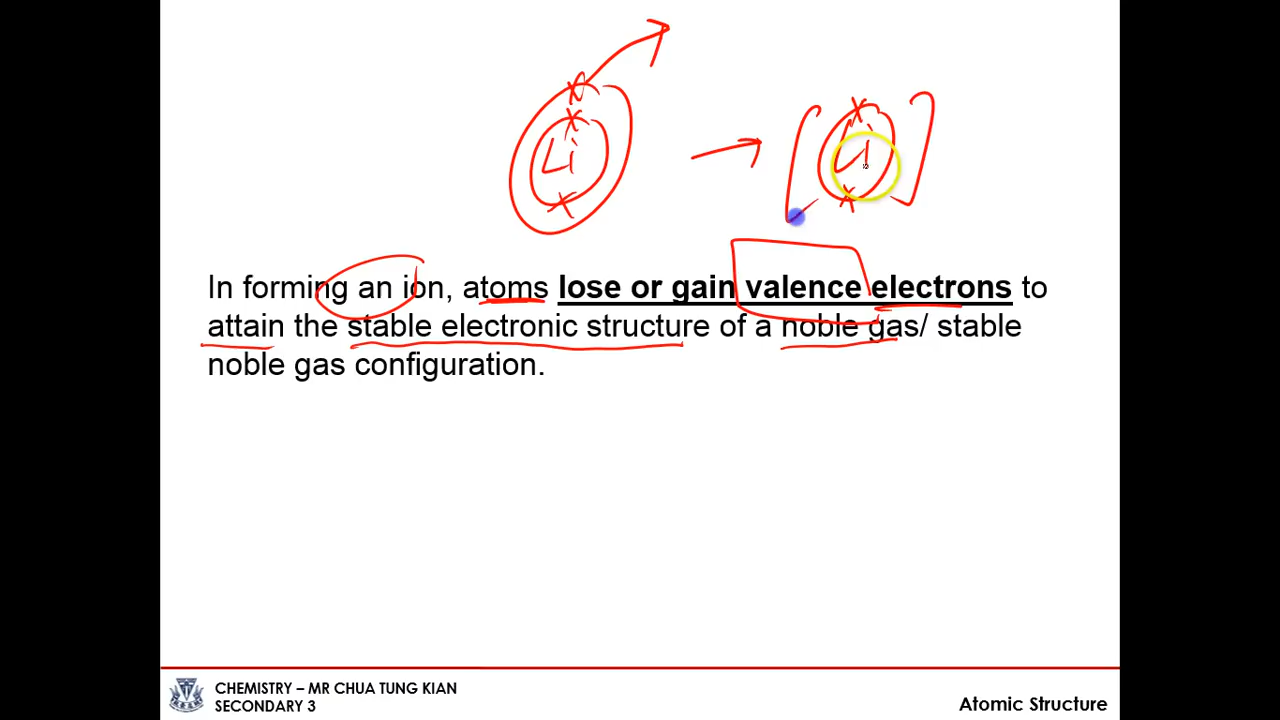 Li
Li
In forming an ion, atoms lose or gain valence electrons to
attain the stable electronic structure of a noble gas/ stable
noble gas configuration.
CHEMISTRY – MR CHUA TUNG KIAN
SECONDARY 3
Atomic Structure